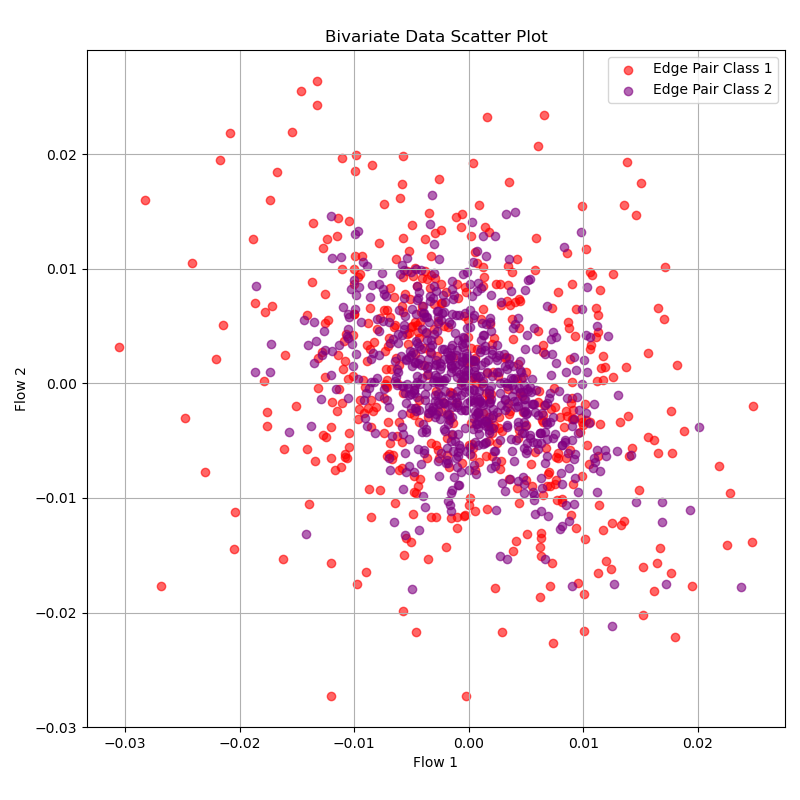 Bivariate Data Scatter Plot
Edge Pair Class 1
Edge Pair Class 2
0.02
0.01
0.00
−0.01
−0.02
−0.03
Flow 2
−0.03
−0.02
−0.01
0.00
0.01
0.02
Flow 1